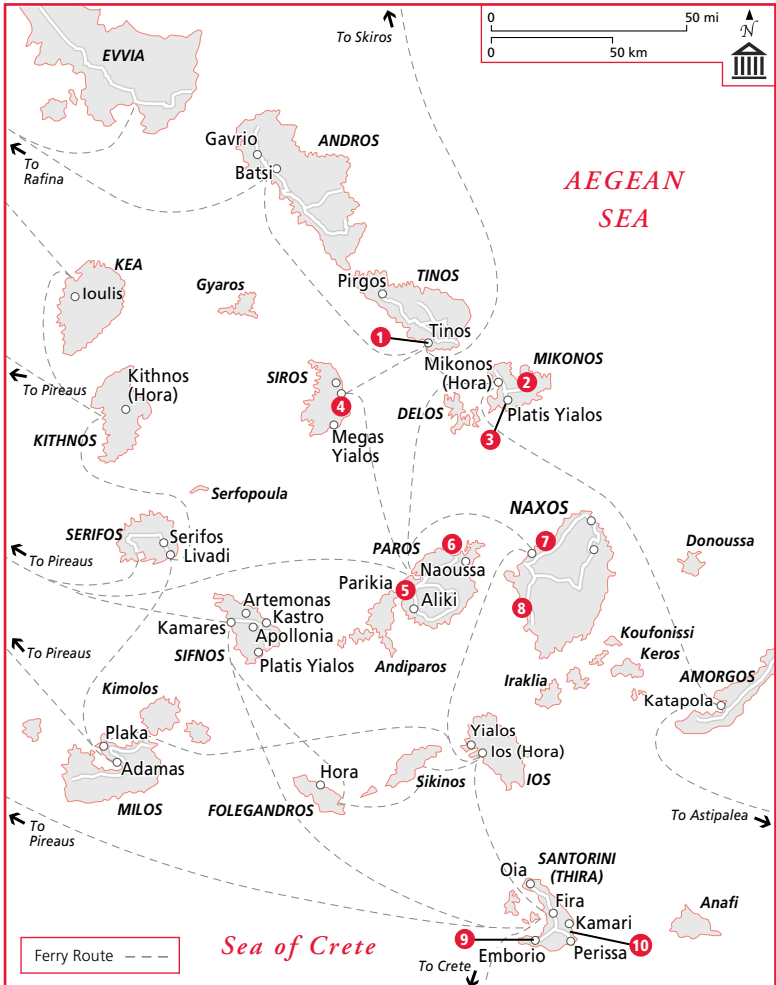 0 50 mi
0 50 km
N
To Skiros
EVVIA
To
Rafina
Gavrio
Batsi
ANDROS
AEGEAN
SEA
KEA
Ioulis
Gyaros
Pirgos
TINOS
1
Tinos
To Pireaus
Kithnos
(Hora)
KITHNOS
SIROS
4
Megas
Yialos
Mikonos
(Hora)
MIKONOS
2
DELOS
Platis Yialos
3
Serfopoula
SERIFOS
Serifos
Livadi
To Pireaus
PAROS
6
Naoussa
Parikia
5
Aliki
Andiparos
NAXOS
7
8
Donoussa
Koufonissi
Keros
Iraklia
AMORGOS
Katapola
To Astipalea
Artemonas
Kamares
Kastro
Apollonia
SIFNOS
Platis Yialos
To Pireaus
Kimolos
Plaka
Adamas
MILOS
Hora
FOLEGANDROS
Sikinos
Yialos
Ios (Hora)
IOS
To
Pireaus
Oia
SANTORINI
(THIRA)
Fira
Kamari
9
Emborio
Perissa
10
Anafi
To Crete
Sea of Crete
Ferry Route